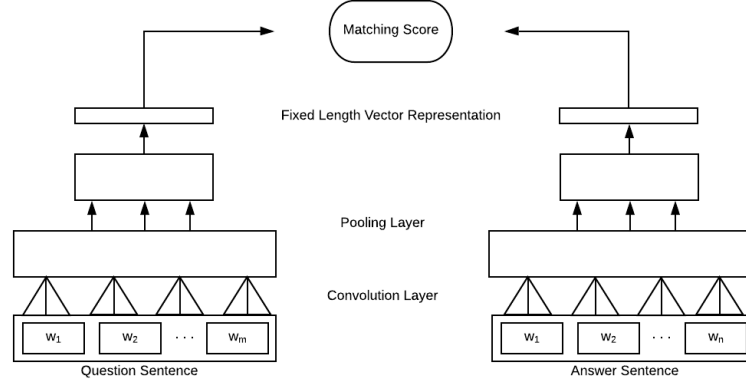 Matching Score
Fixed Length Vector Representation
Pooling Layer
Convolution Layer
w₁ w₂ . . . wₘ
w₁ w₂ . . . wₙ
Question Sentence
Answer Sentence